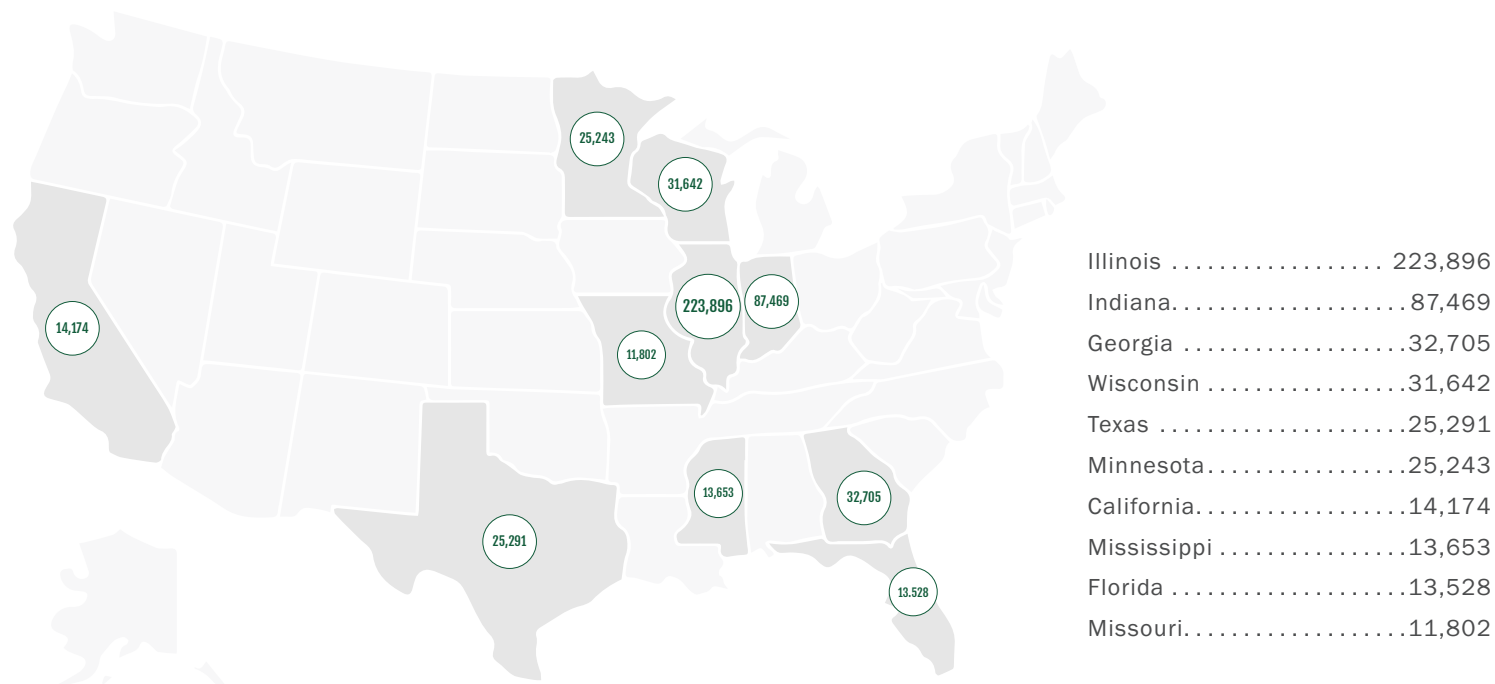 25,243
31,642
223,896
87,469
14,174
11,802
13,653
32,705
25,291
13.528
Illinois . . . . . . . . . . . . . . . . . . 223,896
Indiana. . . . . . . . . . . . . . . . . . . . 87,469
Georgia . . . . . . . . . . . . . . . . . . . 32,705
Wisconsin . . . . . . . . . . . . . . . . . 31,642
Texas . . . . . . . . . . . . . . . . . . . . . 25,291
Minnesota. . . . . . . . . . . . . . . . . 25,243
California. . . . . . . . . . . . . . . . . . 14,174
Mississippi . . . . . . . . . . . . . . . . 13,653
Florida . . . . . . . . . . . . . . . . . . . . 13,528
Missouri. . . . . . . . . . . . . . . . . . . 11,802